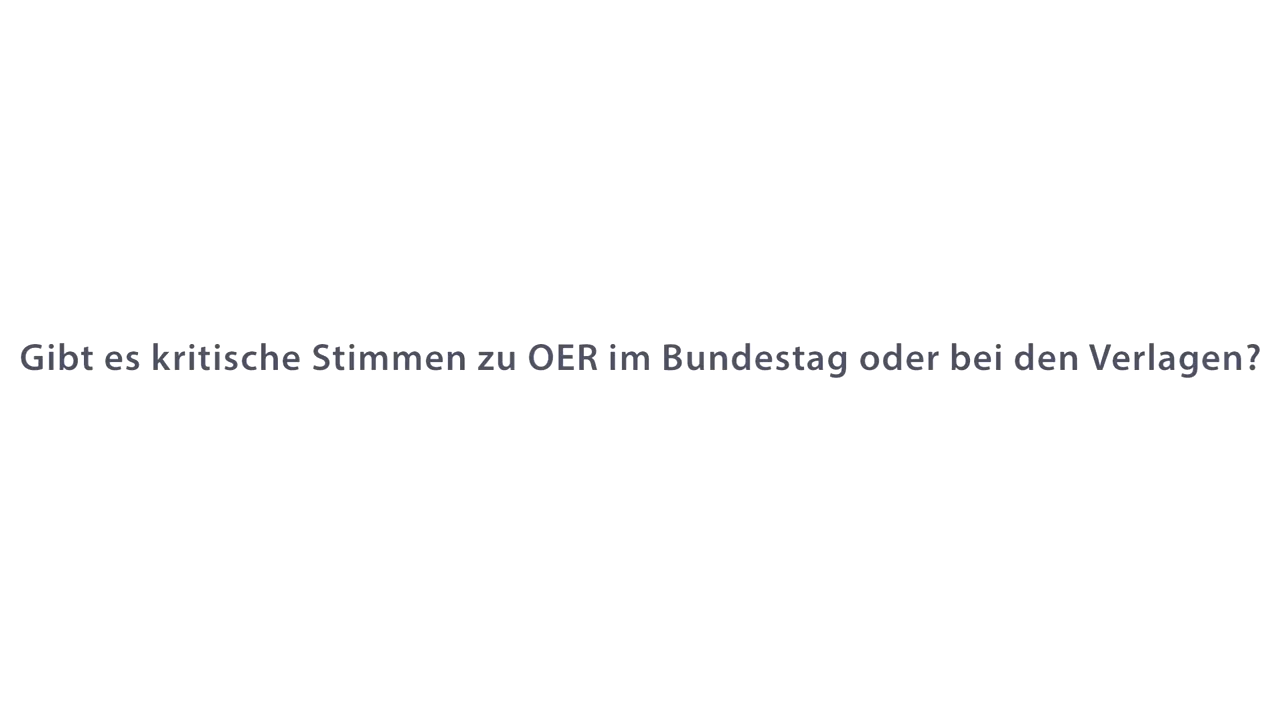 Gibt es kritische Stimmen zu OER im Bundestag oder bei den Verlagen?